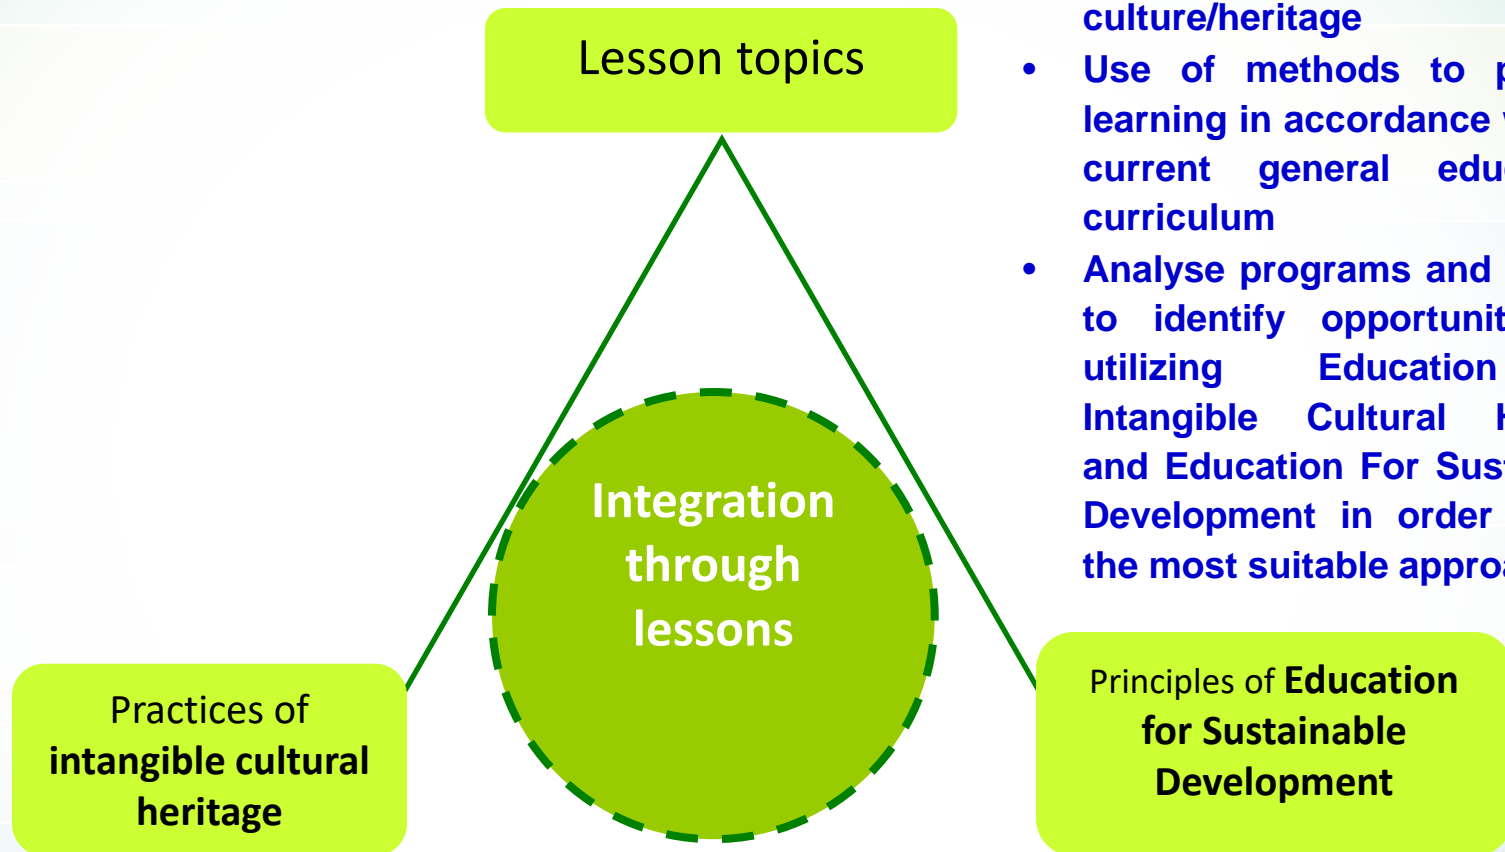 Lesson topics
culture/heritage
• Use of methods to
learning in accordance
current general
curriculum
• Analyse programs and
to identify
utilizing Education
Intangible Cultural
and Education For
Development in order
the most suitable
Integration
through
lessons
Practices of
intangible cultural
heritage
Principles of Education
for Sustainable
Development